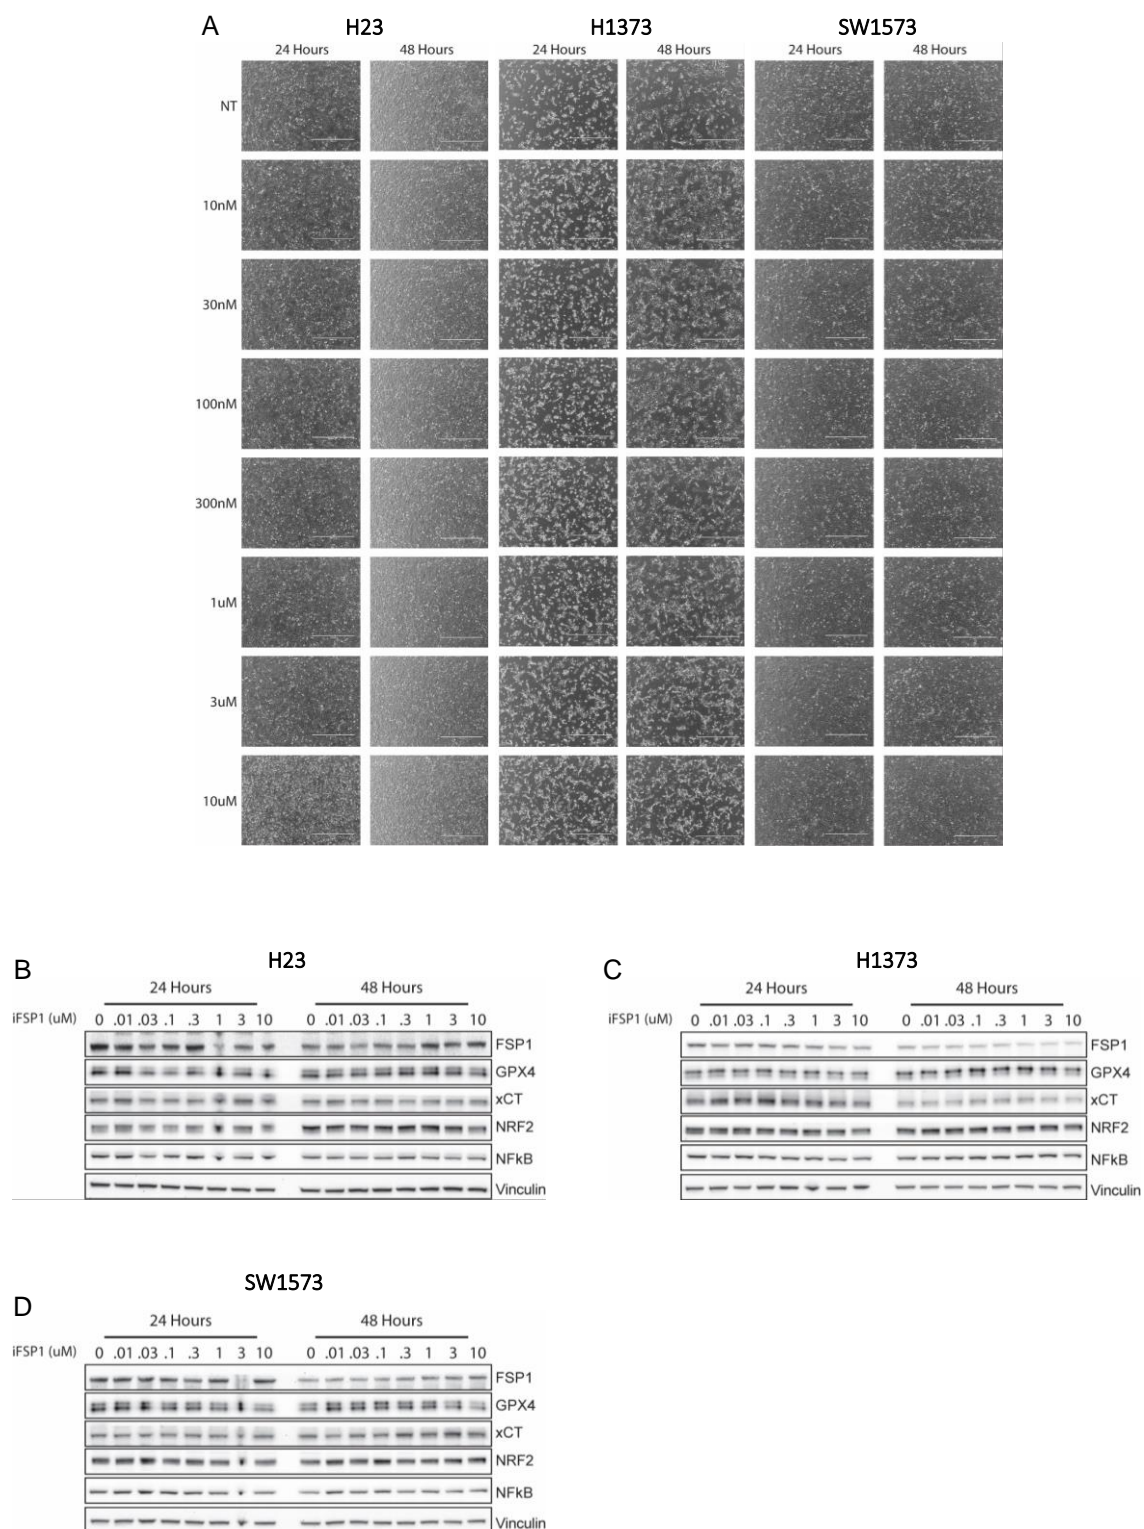 A
H23 H1373 SW1573
24 Hours 48 Hours 24 Hours 48 Hours 24 Hours 48 Hours
NT
10nM
30nM
100nM
300nM
1uM
3uM
10uM
B
H23
24 Hours 48 Hours
iFSP1 (uM) 0 .01 .03 .1 .3 1 3 10 0 .01 .03 .1 .3 1 3 10
FSP1
GPX4
xCT
NRF2
NFkB
Vinculin
C
H1373
24 Hours 48 Hours
iFSP1 (uM) 0 .01 .03 .1 .3 1 3 10 0 .01 .03 .1 .3 1 3 10
FSP1
GPX4
xCT
NRF2
NFkB
Vinculin
D
SW1573
24 Hours 48 Hours
iFSP1 (uM) 0 .01 .03 .1 .3 1 3 10 0 .01 .03 .1 .3 1 3 10
FSP1
GPX4
xCT
NRF2
NFkB
Vinculin